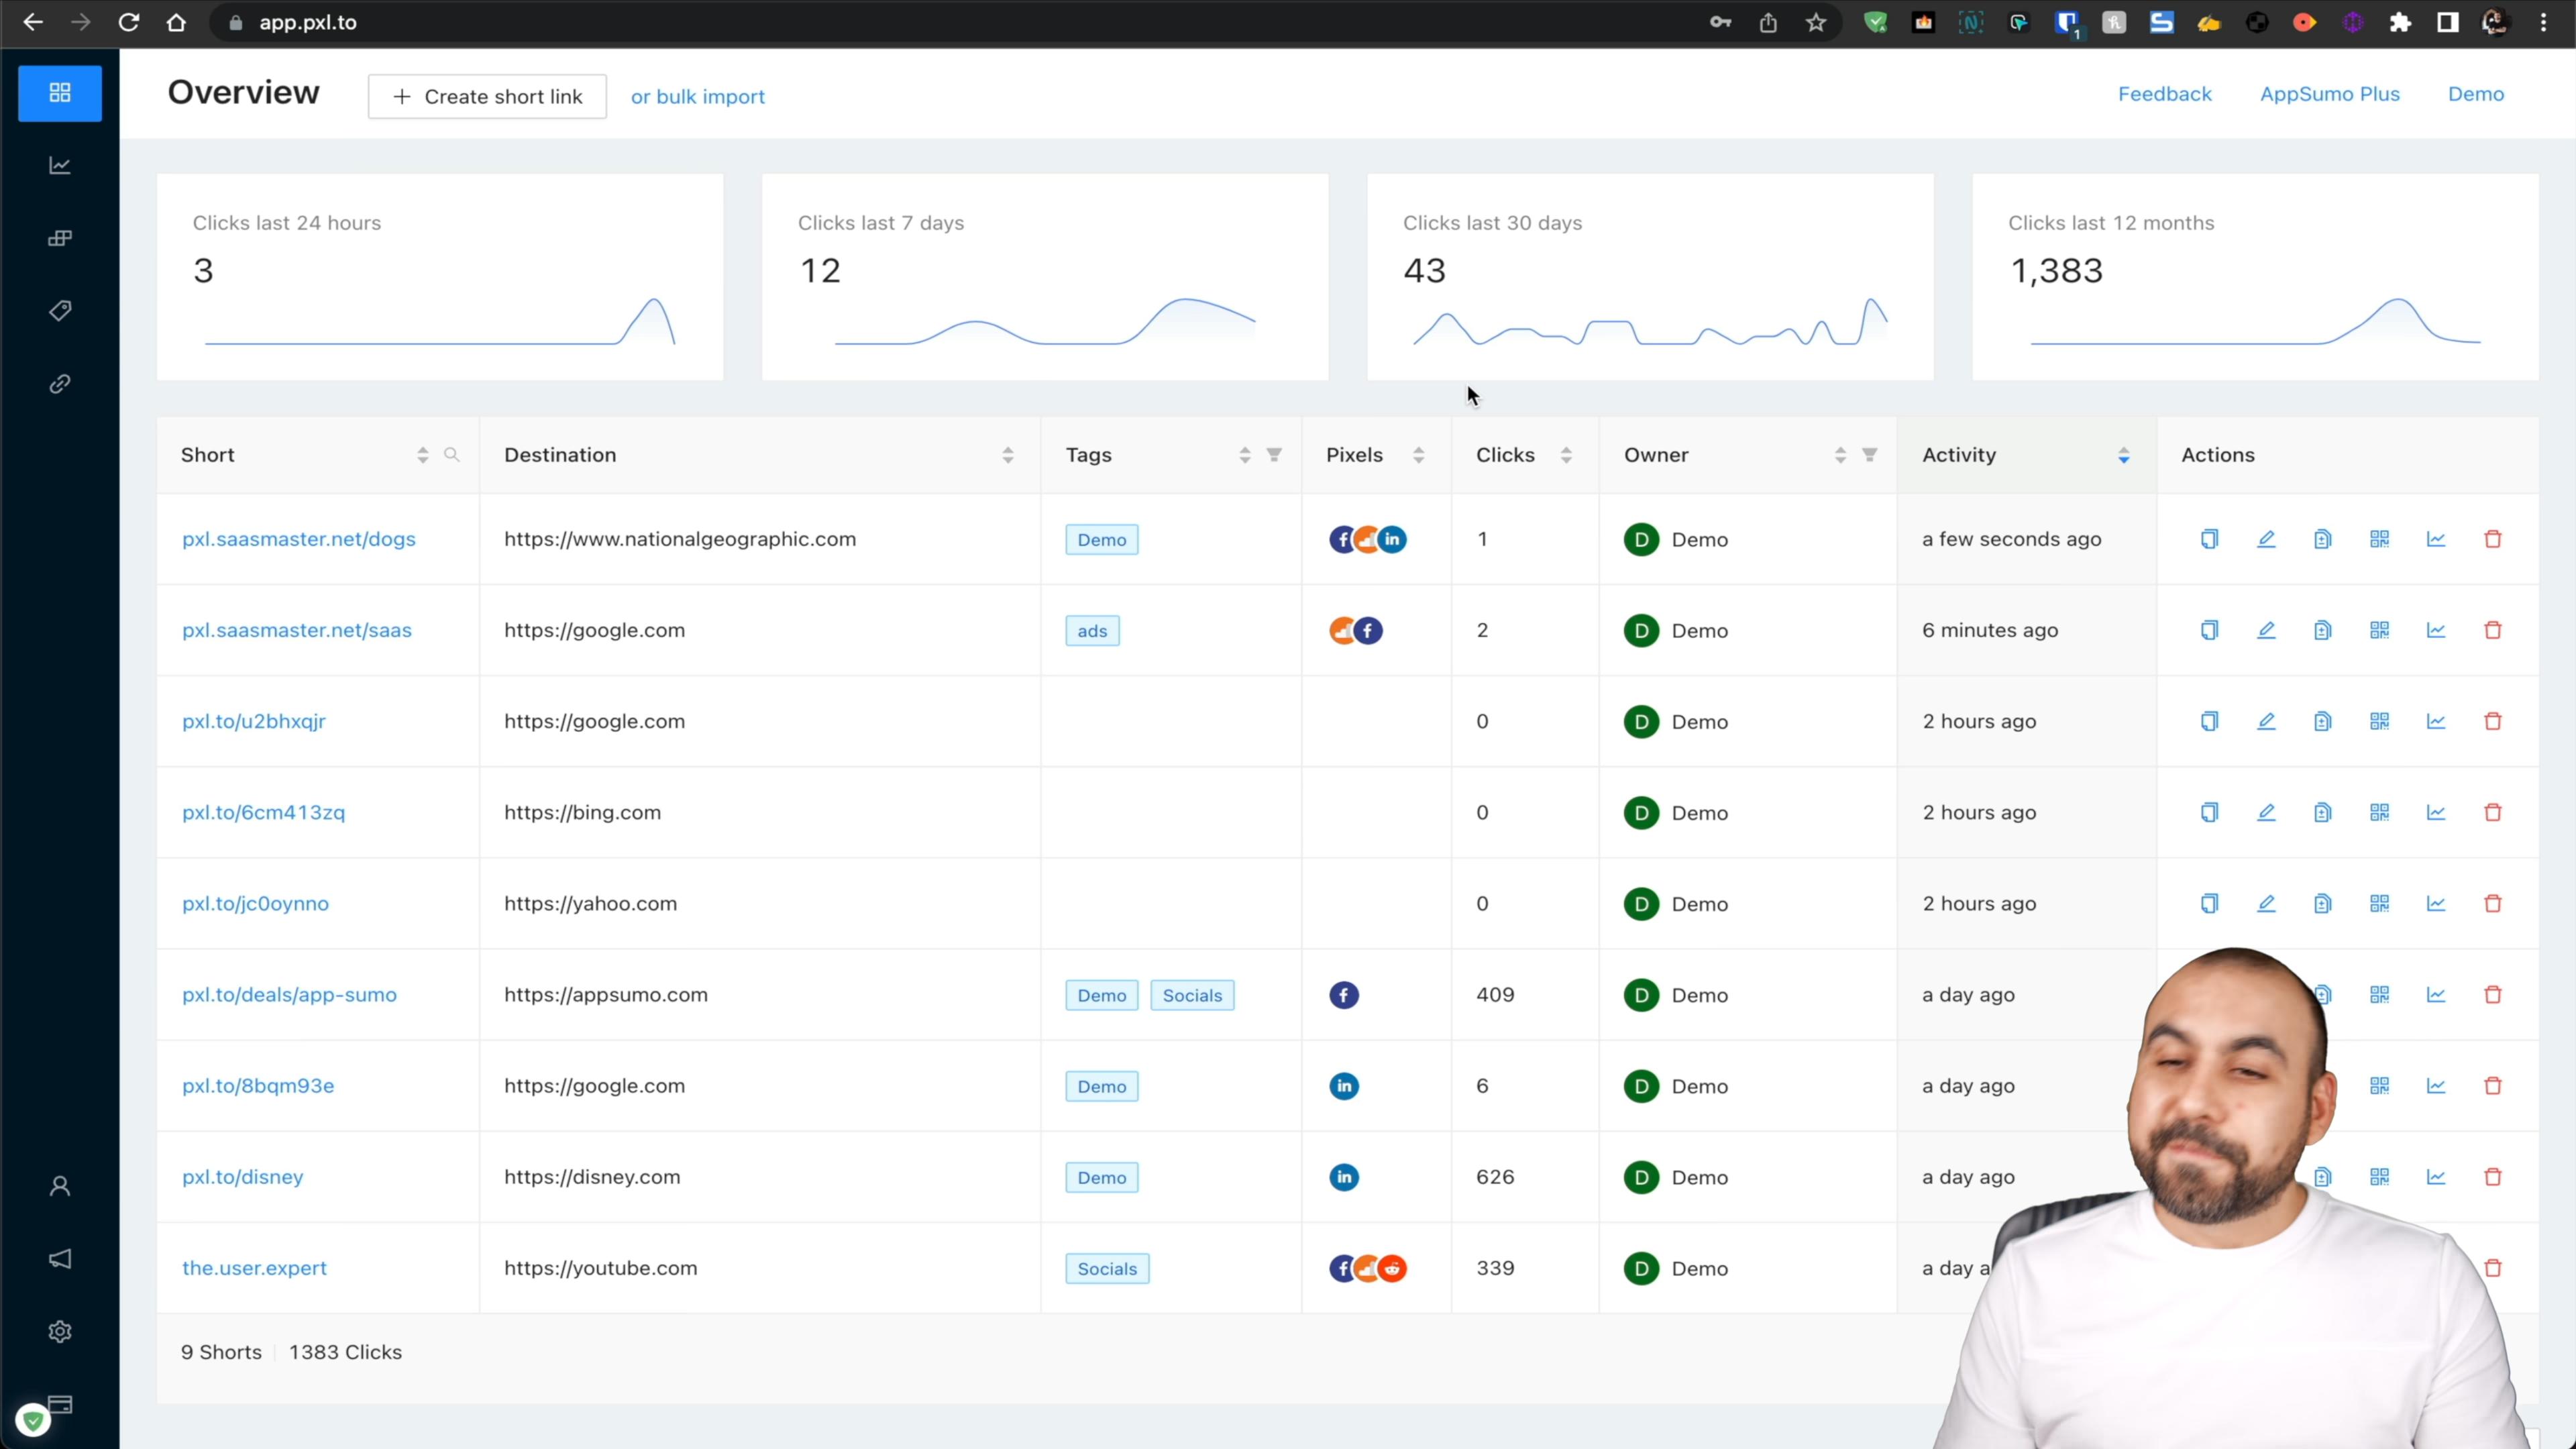 app.pxl.to
1
Overview
Create short link
or bulk import
Feedback
AppSumo Plus
Demo
Clicks last 24 hours
3
Clicks last 7 days
12
Clicks last 30 days
43
Clicks last 12 months
1,383
Short Destination Tags Pixels Clicks Owner Activity Actions
pxl.saasmaster.net/dogs https://www.nationalgeographic.com Demo f in 1 D Demo a few seconds ago
pxl.saasmaster.net/saas https://google.com ads f 2 D Demo 6 minutes ago
pxl.to/u2bhxqjr https://google.com 0 D Demo 2 hours ago
pxl.to/6cm413zq https://bing.com 0 D Demo 2 hours ago
pxl.to/jc0oynno https://yahoo.com 0 D Demo 2 hours ago
pxl.to/deals/app-sumo https://appsumo.com Demo Socials f 409 D Demo a day ago
pxl.to/8bqm93e https://google.com Demo in 6 D Demo a day ago
pxl.to/disney https://disney.com Demo in 626 D Demo a day ago
the.user.expert https://youtube.com Socials f 339 D Demo a day a
9 Shorts 1383 Clicks